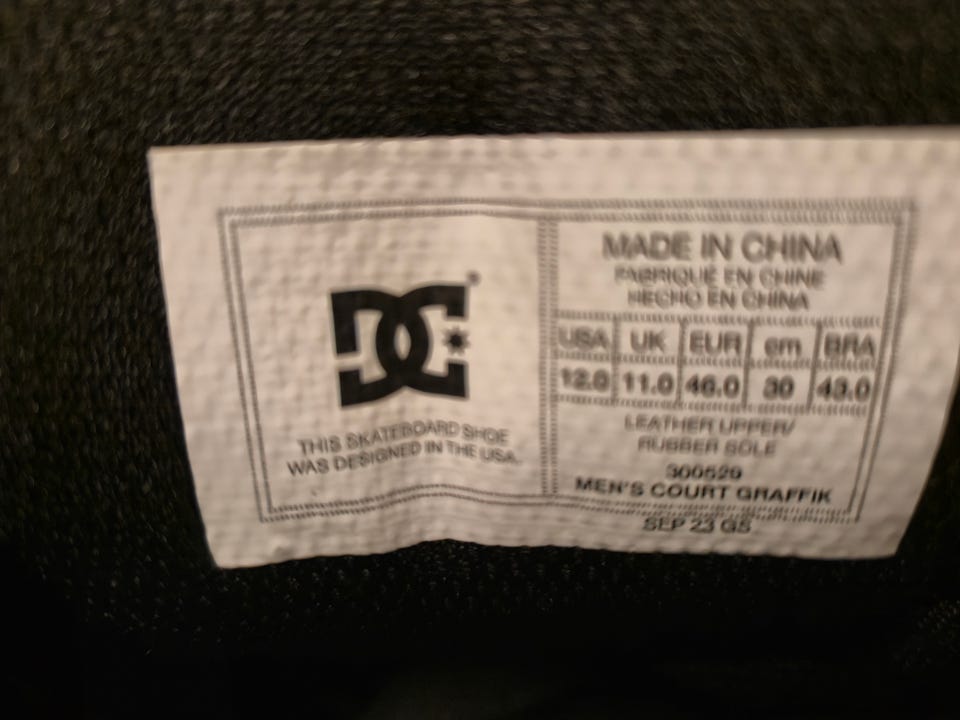 DC
THIS SKATEBOARD SHOE
WAS DESIGNED IN THE USA.
MADE IN CHINA
FABRIQUÉ EN CHINE
HECHO EN CHINA
USA UK EUR cm BRA
12.0 11.0 46.0 30 43.0
LEATHER UPPER/
RUBBER SOLE
300529
MEN'S COURT GRAFFIK
SEP 23 GS